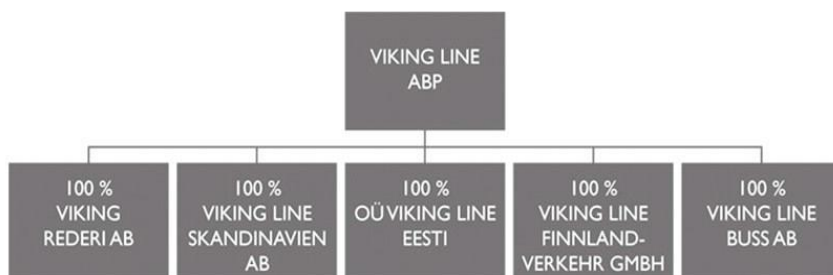 VIKING LINE
ABP
100 %
VIKING
REDERI AB
100 %
VIKING LINE
SKANDINAVIEN
AB
100 %
OÜ VIKING LINE
EESTI
100 %
VIKING LINE
FINNLAND-
VERKEHR GMBH
100 %
VIKING LINE
BUSS AB